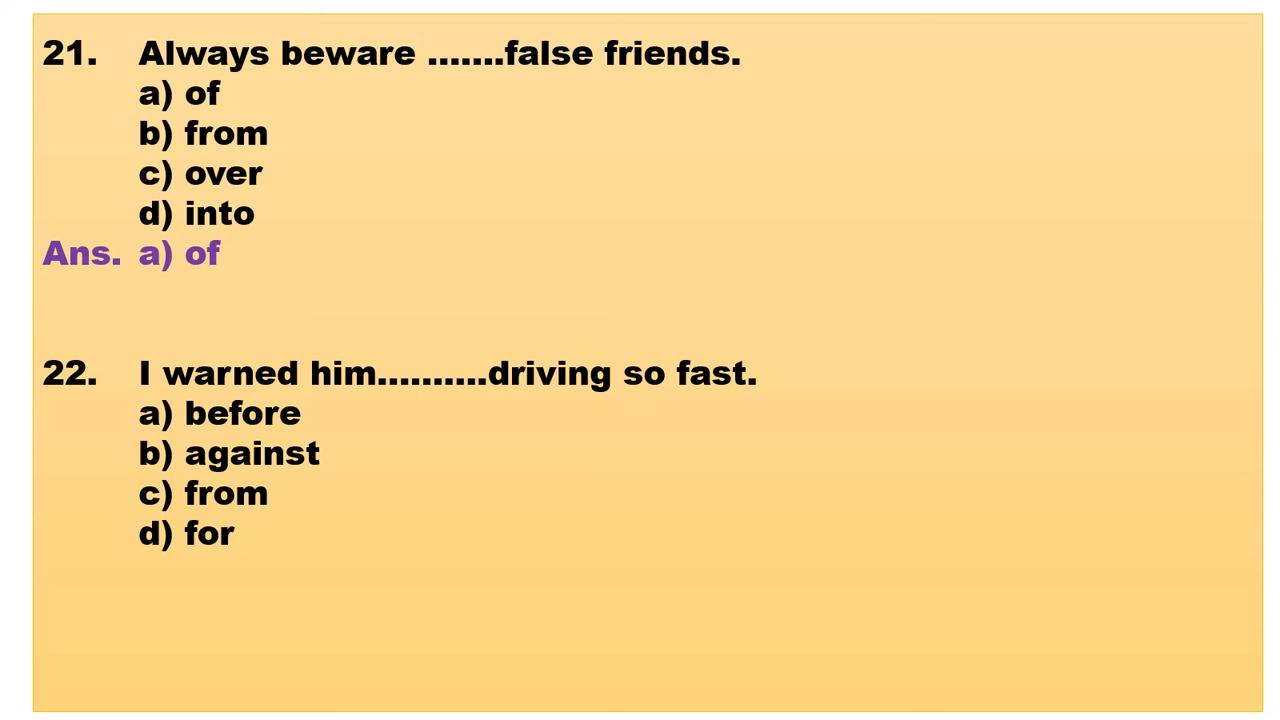 21. Always beware .......false friends.
a) of
b) from
c) over
d) into
Ans. a) of
22. I warned him..........driving so fast.
a) before
b) against
c) from
d) for